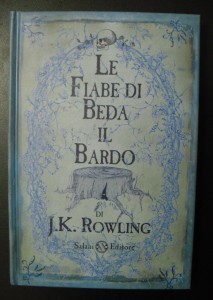 Le
Fiabe di
Beda
il
Bardo
di
J.K. Rowling
Salani Editore